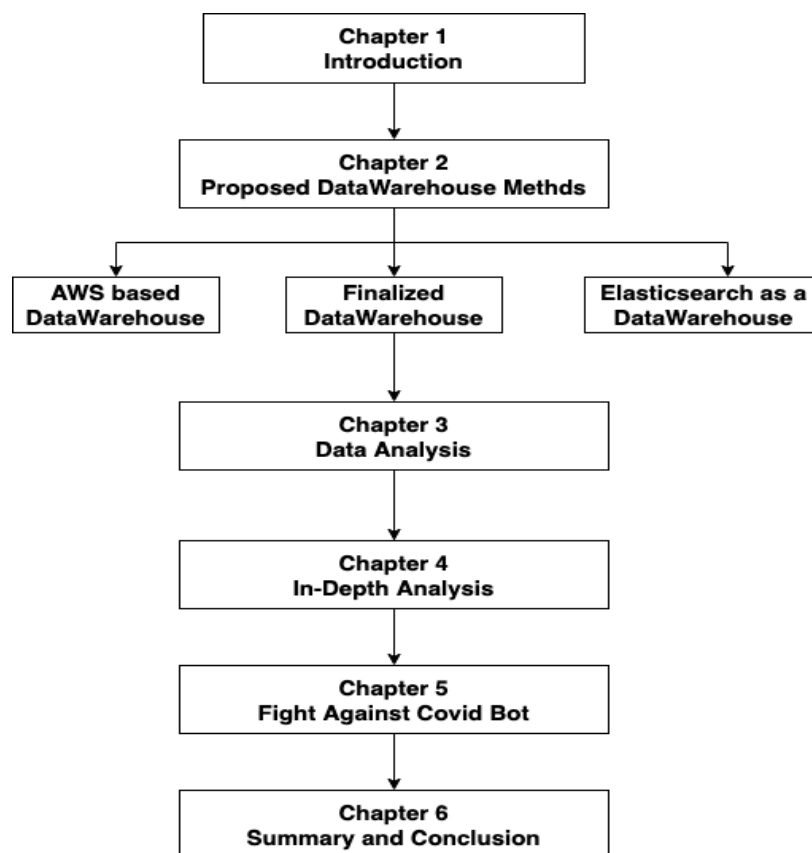 Chapter 1
Introduction
Chapter 2
Proposed DataWarehouse Methds
AWS based
DataWarehouse
Finalized
DataWarehouse
Elasticsearch as a
DataWarehouse
Chapter 3
Data Analysis
Chapter 4
In-Depth Analysis
Chapter 5
Fight Against Covid Bot
Chapter 6
Summary and Conclusion